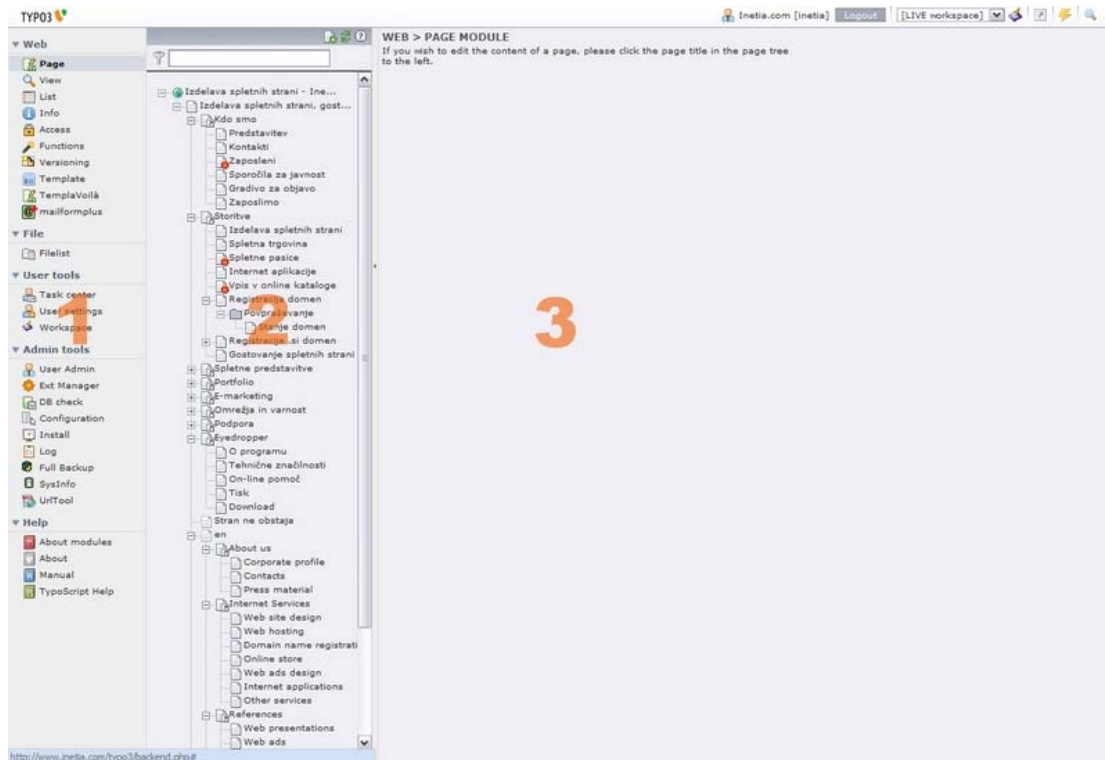 TYPO3
Inetia.com [inetia] Logout [LIVE workspace]
Web
Page
View
List
Info
Access
Functions
Versioning
Template
TemplaVoilà
mailformplus
File
Filelist
User tools
Task center
User settings
Workspace
Admin tools
User Admin
Ext Manager
DB check
Configuration
Install
Log
Full Backup
SysInfo
UrlTool
Help
About modules
About
Manual
TypoScript Help
1
Izdelava spletnih strani - Ine...
Izdelava spletnih strani, gost...
Kdo smo
Predstavitev
Kontakti
Zaposleni
Sporočila za javnost
Gradivo za objavo
Zaposlimo
Storitve
Izdelava spletnih strani
Spletna trgovina
Spletne pasice
Internet aplikacije
Vpis v online kataloge
Registracija domen
Povpraševanje
Stanje domen
Registracija .si domen
Gostovanje spletnih strani
Spletne predstavitve
Portfolio
E-marketing
Omrežja in varnost
Podpora
Eyedropper
O programu
Tehnične značilnosti
On-line pomoč
Tisk
Download
Stran ne obstaja
en
About us
Corporate profile
Contacts
Press material
Internet Services
Web site design
Web hosting
Domain name registrati
Online store
Web ads design
Internet applications
Other services
References
Web presentations
Web ads
2
WEB > PAGE MODULE
If you wish to edit the content of a page, please click the page title in the page tree
to the left.
3
http://www.inetia.com/typo3/backend.php#